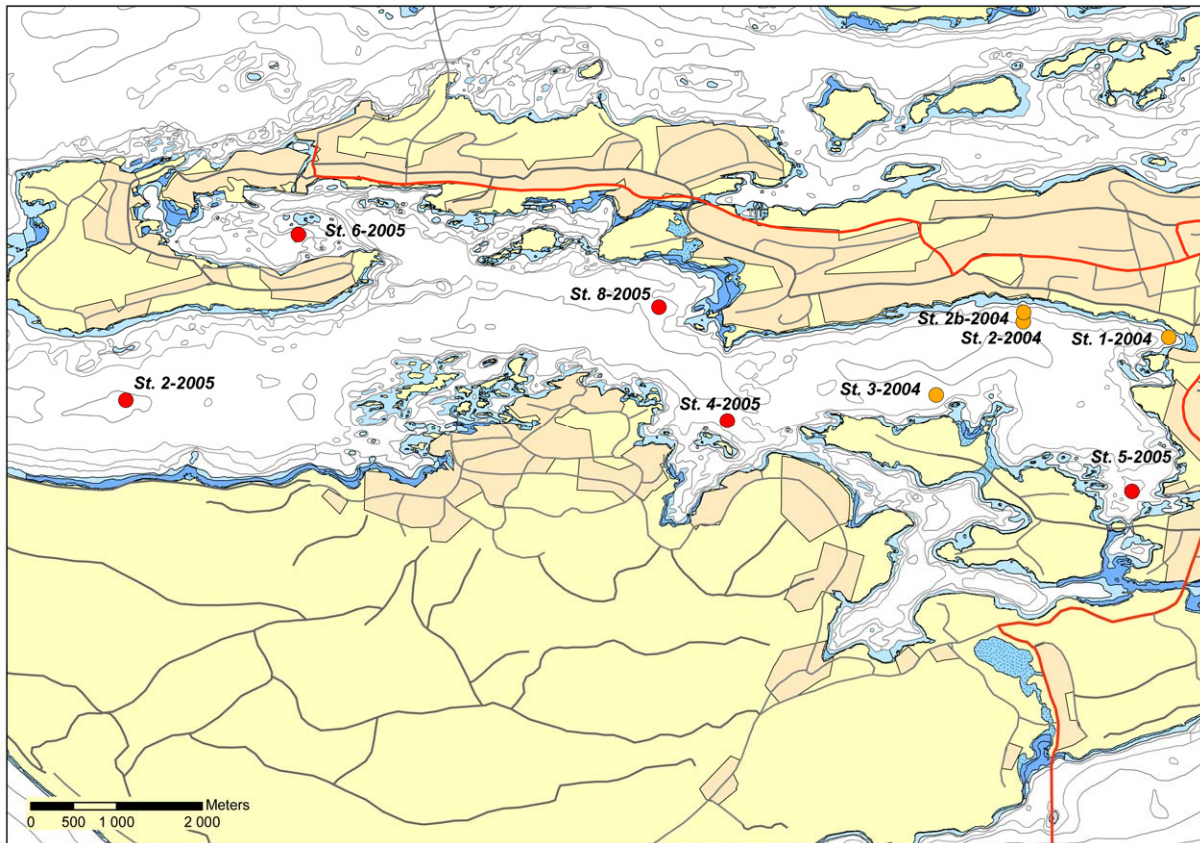 St. 6-2005
St. 8-2005
St. 2b-2004
St. 2-2004
St. 1-2004
St. 2-2005
St. 3-2004
St. 4-2005
St. 5-2005
Meters
0 500 1 000 2 000